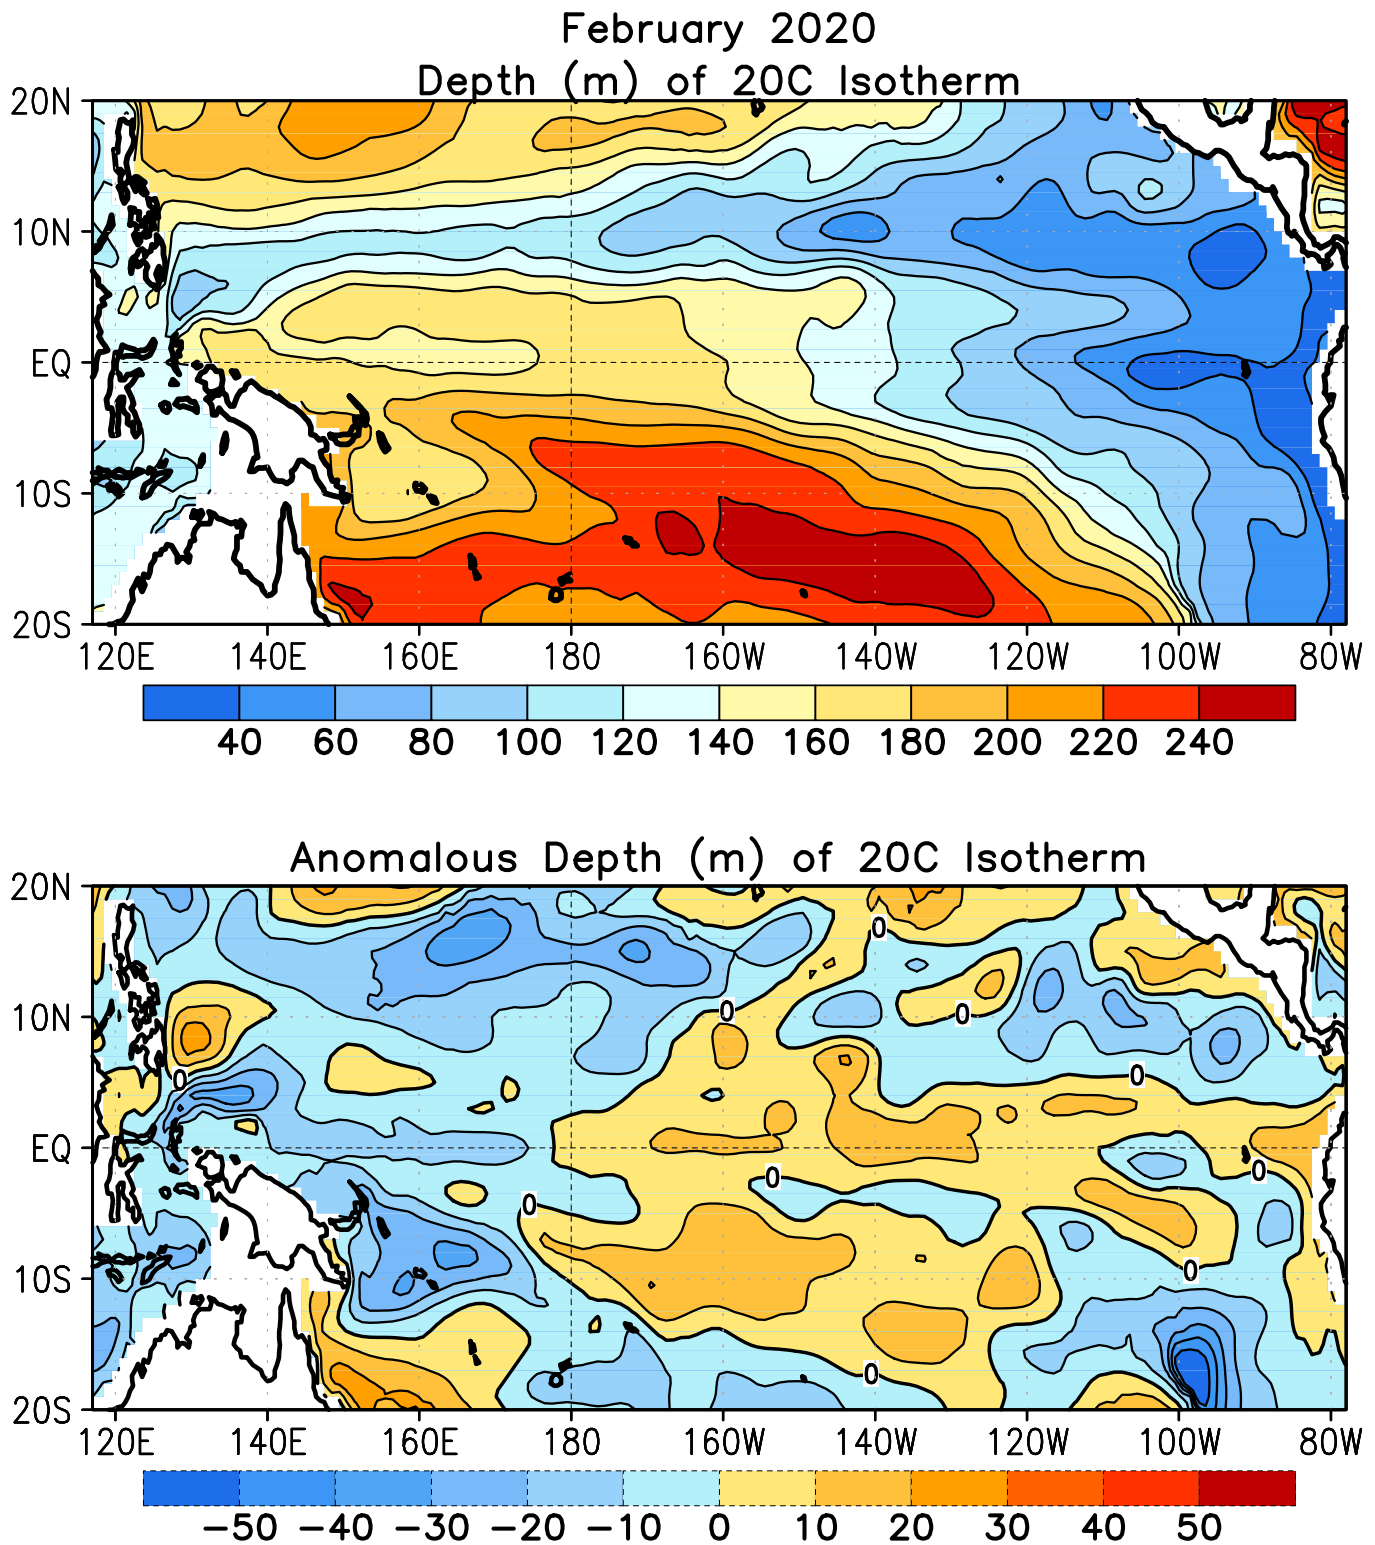 February 2020
Depth (m) of 20C Isotherm
20N
10N
EQ
10S
20S
120E 140E 160E 180 160W 140W 120W 100W 80W
40 60 80 100 120 140 160 180 200 220 240
Anomalous Depth (m) of 20C Isotherm
20N
0
10N 0 0
0 0
EQ
0 0 0
10S 0
0
20S
120E 140E 160E 180 160W 140W 120W 100W 80W
-50 -40 -30 -20 -10 0 10 20 30 40 50